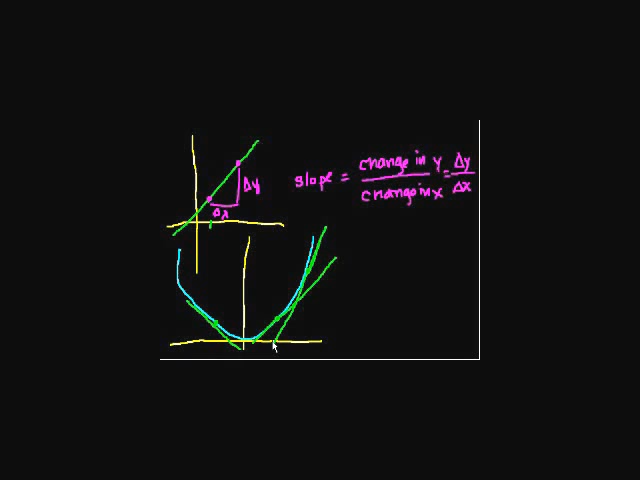 slope = change in y / change in x = Δy / Δx
Δy
Δx